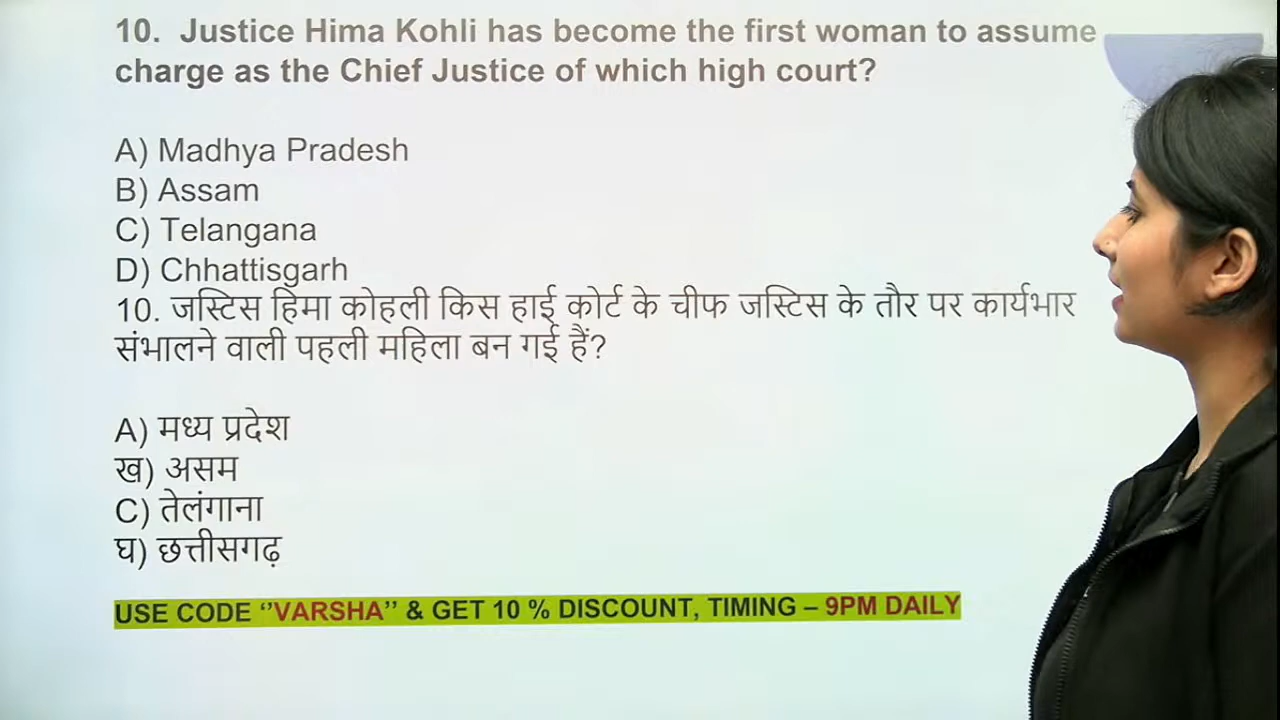 10. Justice Hima Kohli has become the first woman to assume
charge as the Chief Justice of which high court?
A) Madhya Pradesh
B) Assam
C) Telangana
D) Chhattisgarh
10. जस्टिस हिमा कोहली किस हाई कोर्ट के चीफ जस्टिस के तौर पर कार्यभार
संभालने वाली पहली महिला बन गई हैं?
A) मध्य प्रदेश
ख) असम
C) तेलंगाना
घ) छत्तीसगढ़
USE CODE ‘’VARSHA’’ & GET 10 % DISCOUNT, TIMING – 9PM DAILY